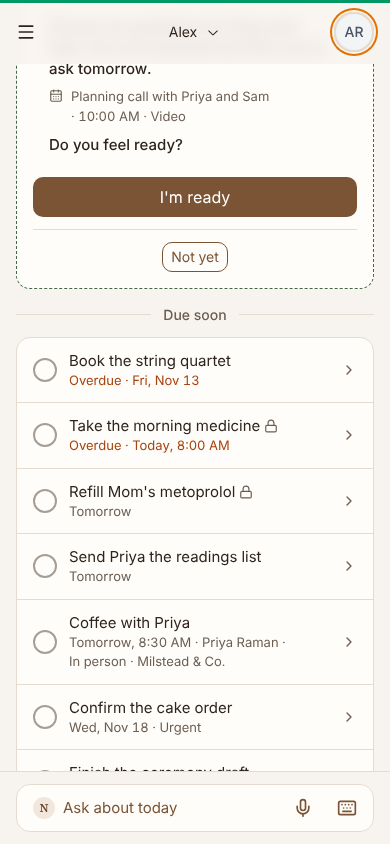 Alex
AR
ask tomorrow.
Planning call with Priya and Sam
· 10:00 AM · Video
Do you feel ready?
I'm ready
Not yet
Due soon
Book the string quartet
Overdue · Fri, Nov 13
Take the morning medicine
Overdue · Today, 8:00 AM
Refill Mom's metoprolol
Tomorrow
Send Priya the readings list
Tomorrow
Coffee with Priya
Tomorrow, 8:30 AM · Priya Raman ·
In person · Milstead & Co.
Confirm the cake order
Wed, Nov 18 · Urgent
Finish the ceremony draft
N
Ask about today